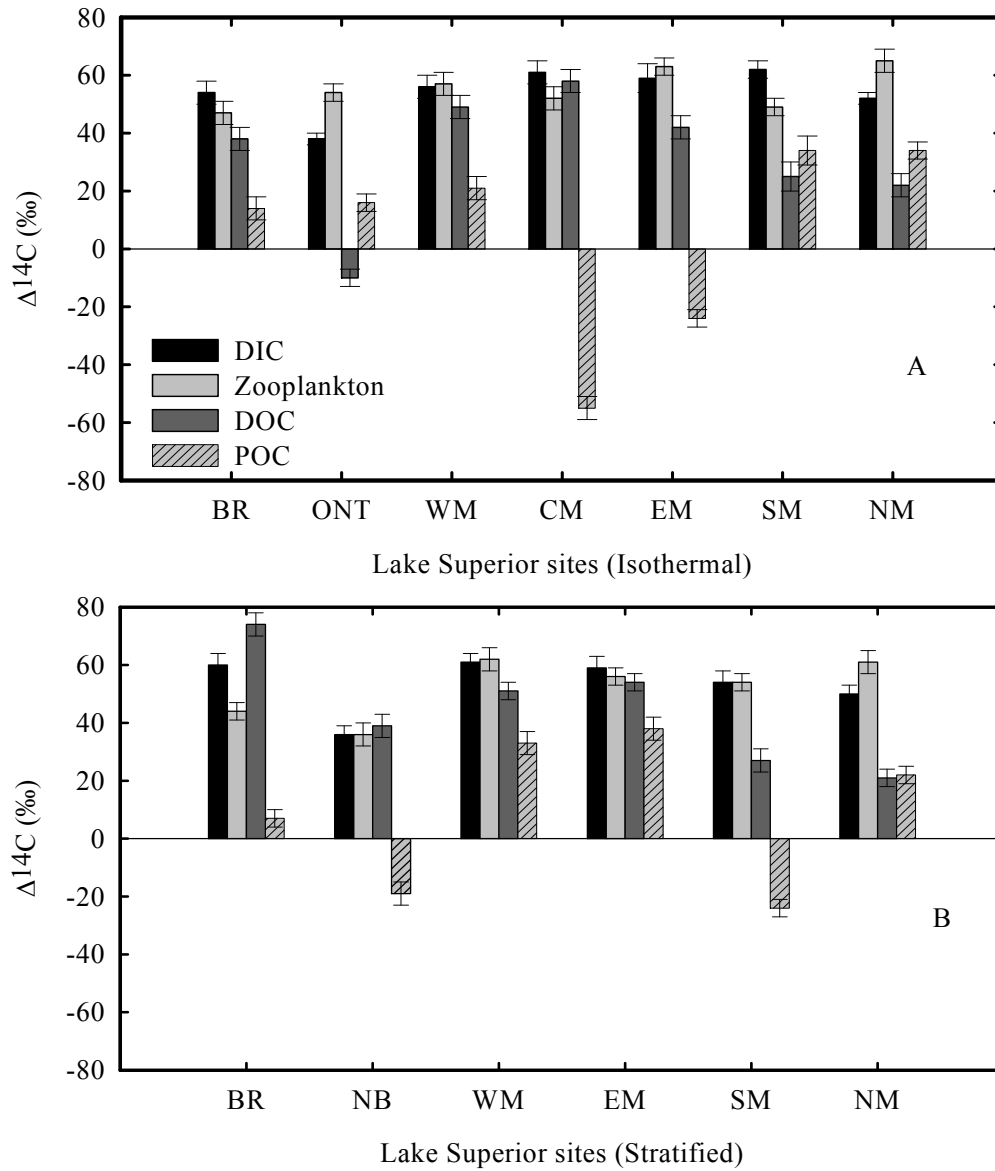 80
60
40
20
0
-20
-40
-60
-80
Δ14C (‰)
DIC
Zooplankton
DOC
POC
A
BR ONT WM CM EM SM NM
Lake Superior sites (Isothermal)
80
60
40
20
0
-20
-40
-60
-80
Δ14C (‰)
B
BR NB WM EM SM NM
Lake Superior sites (Stratified)